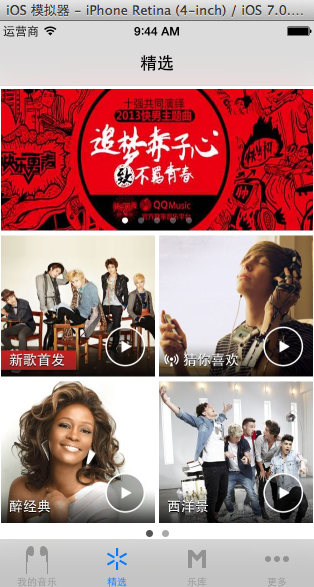 iOS 模拟器 - iPhone Retina (4-inch) / iOS 7.0....
运营商 9:44 AM
精选
十强共同演绎
2013快男主题曲
追梦赤子心
致不羁青春
快乐男声
QQMusic
新歌首发
猜你喜欢
醉经典
西洋景
我的音乐 精选 乐库 更多